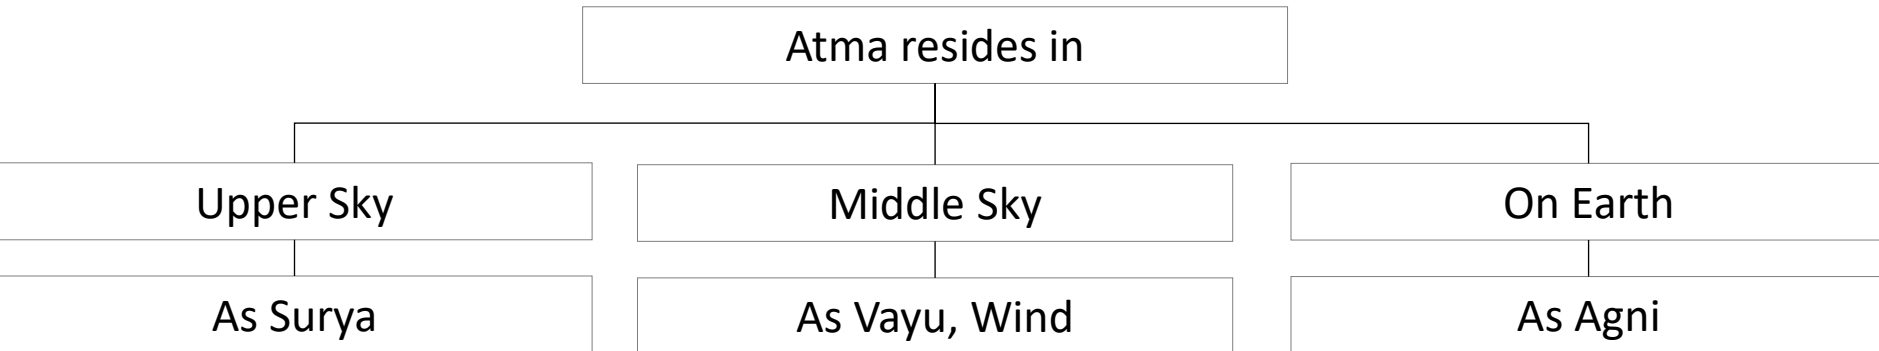 Atma resides in
Upper Sky
Middle Sky
On Earth
As Surya
As Vayu, Wind
As Agni